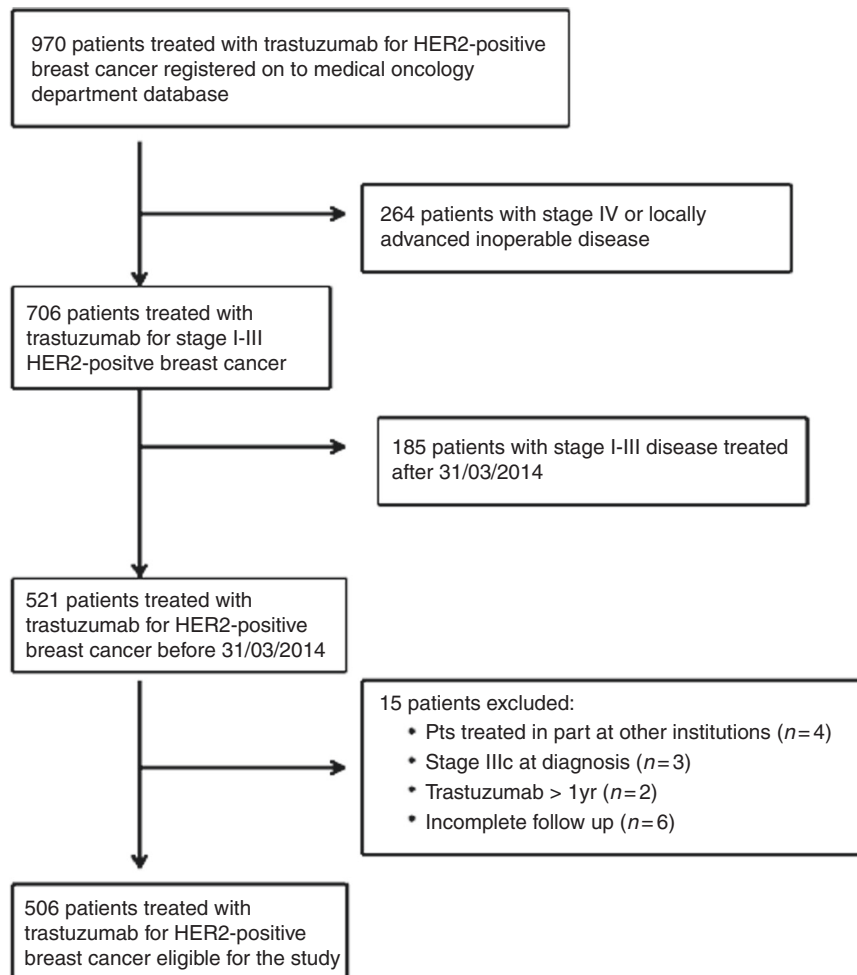 970 patients treated with trastuzumab for HER2-positive
breast cancer registered on to medical oncology
department database
264 patients with stage IV or locally
advanced inoperable disease
706 patients treated with
trastuzumab for stage I-III
HER2-positve breast cancer
185 patients with stage I-III disease treated
after 31/03/2014
521 patients treated with
trastuzumab for HER2-positive
breast cancer before 31/03/2014
15 patients excluded:
• Pts treated in part at other institutions (n=4)
• Stage IIIc at diagnosis (n=3)
• Trastuzumab > 1yr (n=2)
• Incomplete follow up (n=6)
506 patients treated with
trastuzumab for HER2-positive
breast cancer eligible for the study